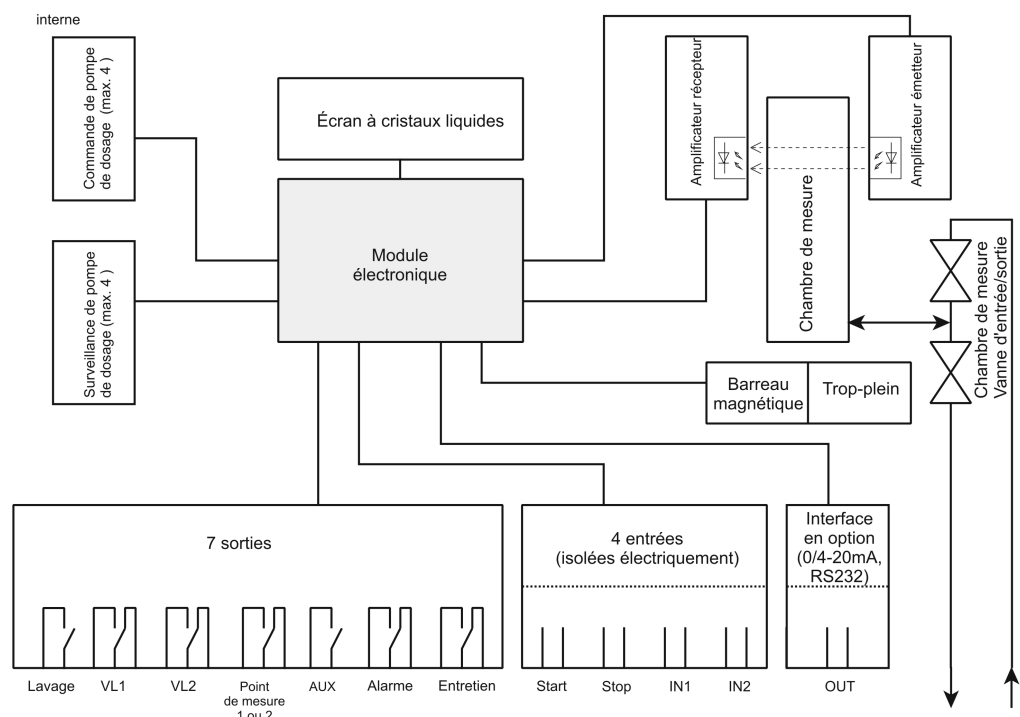 interne
Commande de pompe
de dosage (max. 4 )
Surveillance de pompe
de dosage (max. 4 )
Écran à cristaux liquides
Module
électronique
Amplificateur récepteur
Chambre de mesure
Amplificateur émetteur
Chambre de mesure
Vanne d'entrée/sortie
Barreau
magnétique
Trop-plein
7 sorties
4 entrées
(isolées électriquement)
Interface
en option
(0/4-20mA,
RS232)
Lavage
VL1
VL2
Point
de mesure
1 ou 2
AUX
Alarme
Entretien
Start
Stop
IN1
IN2
OUT